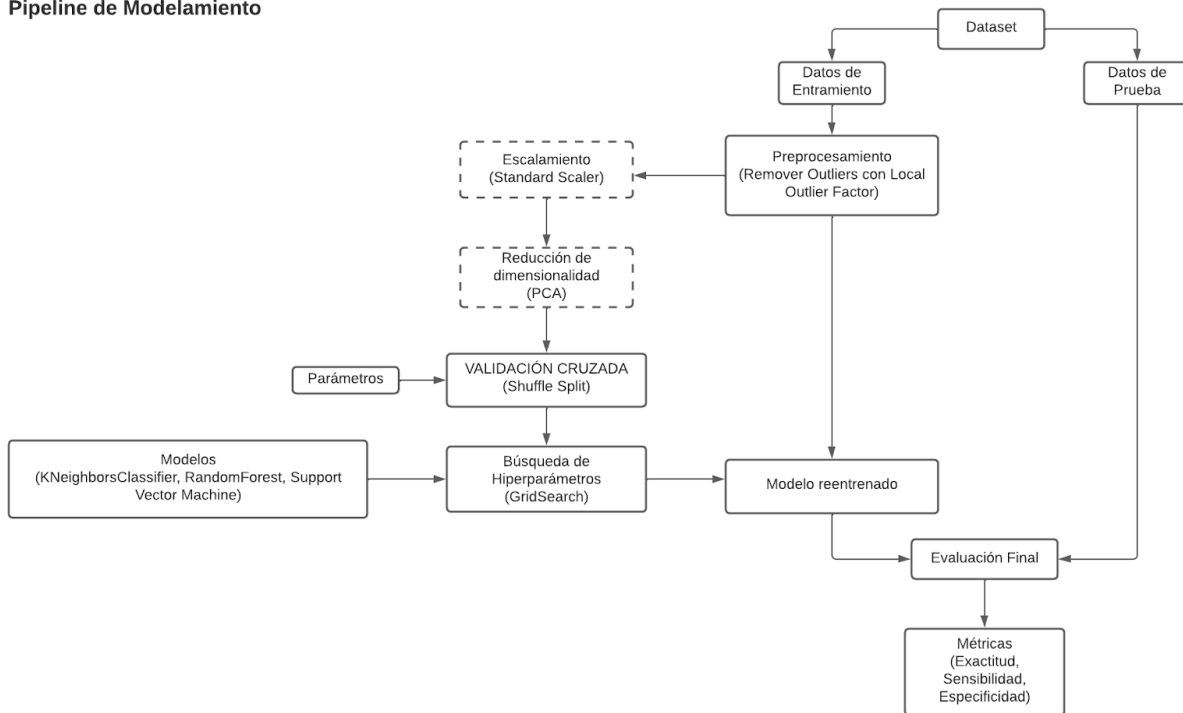 Pipeline de Modelamiento
Dataset
Datos de
Entramiento
Datos de
Prueba
Preprocesamiento
(Remover Outliers con Local
Outlier Factor)
Escalamiento
(Standard Scaler)
Reducción de
dimensionalidad
(PCA)
Parámetros
VALIDACIÓN CRUZADA
(Shuffle Split)
Modelos
(KNeighborsClassifier, RandomForest, Support
Vector Machine)
Búsqueda de
Hiperparámetros
(GridSearch)
Modelo reentrenado
Evaluación Final
Métricas
(Exactitud,
Sensibilidad,
Especificidad)